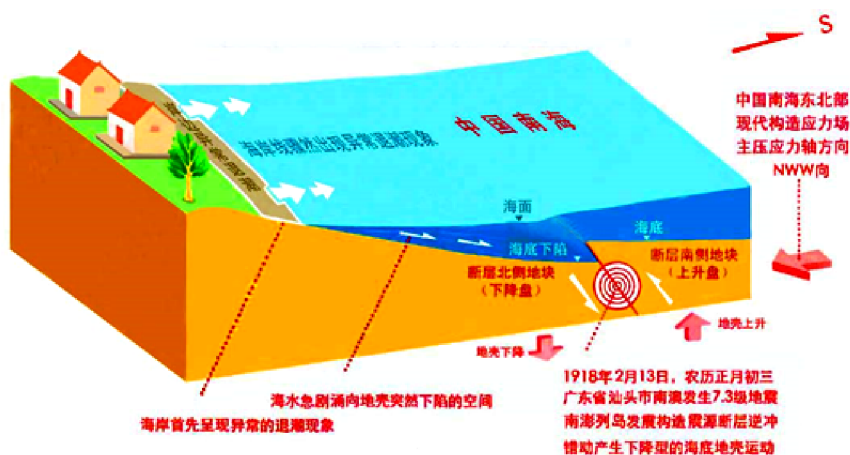 S
中国南海东北部
现代构造应力场
主压应力轴方向
NWW向
中国南海
海岸线骤然出现异常退潮现象
海面
海底
海底下陷
断层北侧地块
（下降盘）
断层南侧地块
（上升盘）
地壳下降
地壳上升
海水急剧涌向地壳突然下陷的空间
海岸首先呈现异常的退潮现象
1918年2月13日，农历正月初三
广东省汕头市南澳发生7.3级地震
南澎列岛发震构造震源断层逆冲
错动产生下降型的海底地壳运动